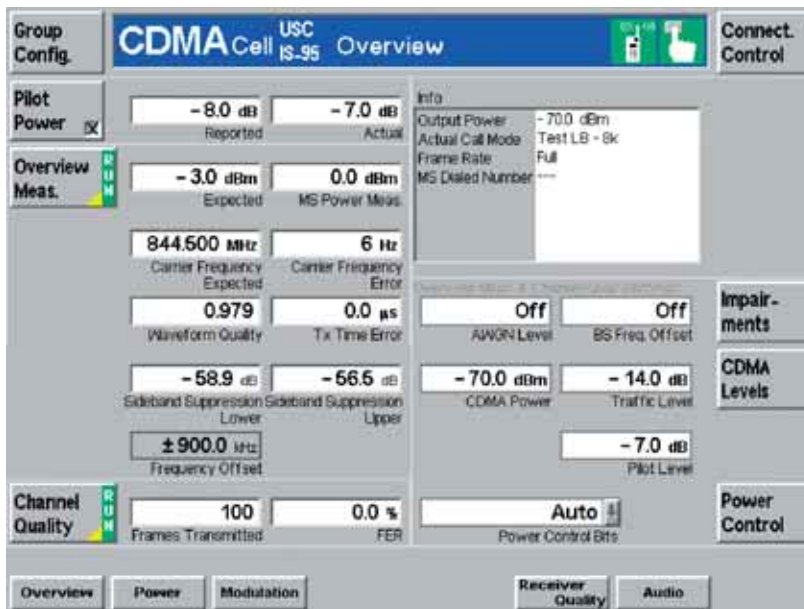 Group
Config.
CDMA Cell USC IS-95 Overview
Connect.
Control
Pilot
Power
-8.0 dB
Reported
-7.0 dB
Actual
Info
Output Power -70.0 dBm
Actual Call Mode Test LB - 8k
Frame Rate Full
MS Dialed Number ---
Overview
Meas.
RUN
-3.0 dBm
Expected
0.0 dBm
MS Power Meas.
844.500 MHz
Carrier Frequency
Expected
6 Hz
Carrier Frequency
Error
0.979
Waveform Quality
0.0 µs
Tx Time Error
Off
AWGN Level
Off
BS Freq. Offset
Impair-
ments
-58.9 dB
Sideband Suppression
Lower
-56.5 dB
Sideband Suppression
Upper
-70.0 dBm
CDMA Power
-14.0 dB
Traffic Level
CDMA
Levels
±900.0 kHz
Frequency Offset
-7.0 dB
Pilot Level
Channel
Quality
RUN
100
Frames Transmitted
0.0 %
FER
Auto
Power Control Bits
Power
Control
Overview
Power
Modulation
Receiver
Quality
Audio